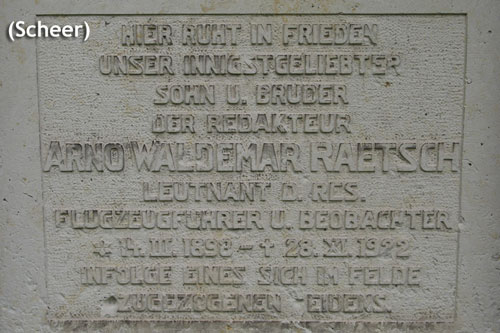 (Scheer)
HIER RUHT IN FRIEDEN
UNSER INNIGSTGELIEBTER
SOHN U. BRUDER
DER REDAKTEUR
ARNO WALDEMAR RAETSCH
LEUTNANT D. RES.
FLUGZEUGFÜHRER U. BEOBACHTER
14. III. 1898 – † 28. XI. 1922
INFOLGE EINES SICH IM FELDE
ZUGEZOGENEN LEIDENS.